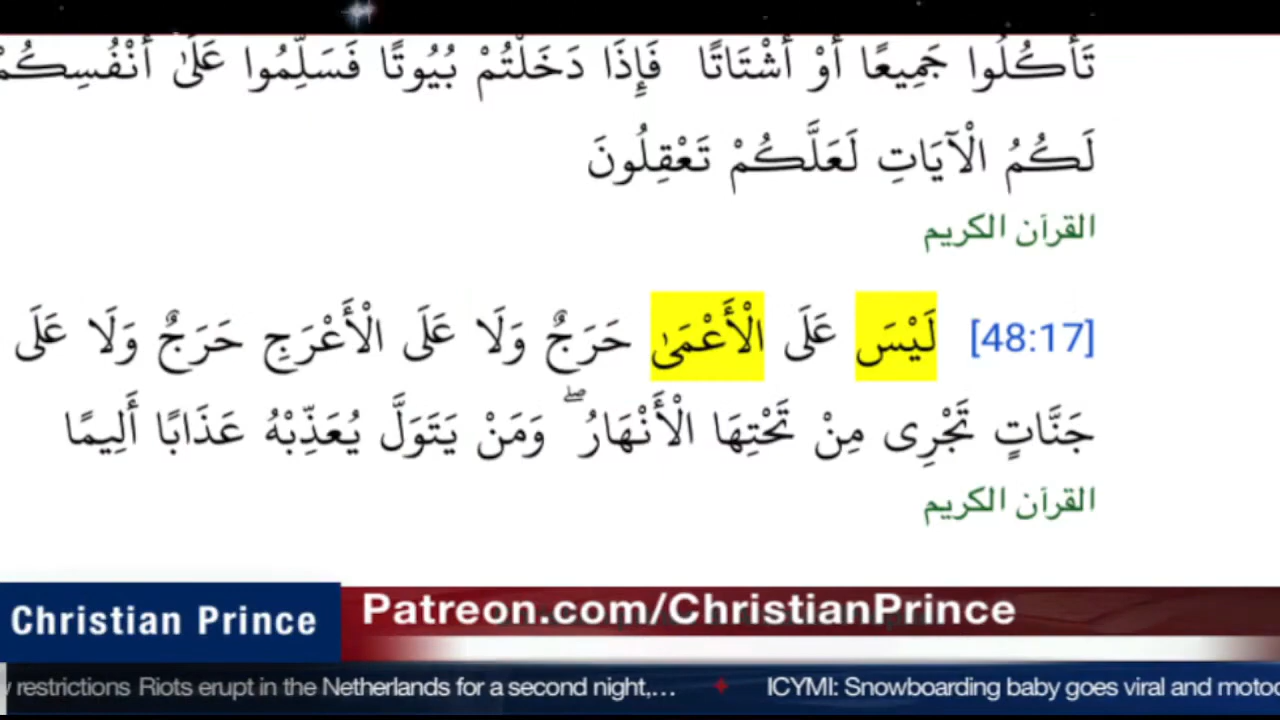 تَأْكُلُوا جَمِيعًا أَوْ أَشْتَاتًا فَإِذَا دَخَلْتُمْ بُيُوتًا فَسَلِّمُوا عَلَىٰ أَنْفُسِكُمْ
لَكُمُ الْآيَاتِ لَعَلَّكُمْ تَعْقِلُونَ
القرآن الكريم
[48:17] لَيْسَ عَلَى الْأَعْمَىٰ حَرَجٌ وَلَا عَلَى الْأَعْرَجِ حَرَجٌ وَلَا عَلَى
جَنَّاتٍ تَجْرِى مِنْ تَحْتِهَا الْأَنْهَارُ ۖ وَمَنْ يَتَوَلَّ يُعَذِّبْهُ عَذَابًا أَلِيمًا
القرآن الكريم
Christian Prince
Patreon.com/ChristianPrince
restrictions Riots erupt in the Netherlands for a second night,... ICYMI: Snowboarding baby goes viral and